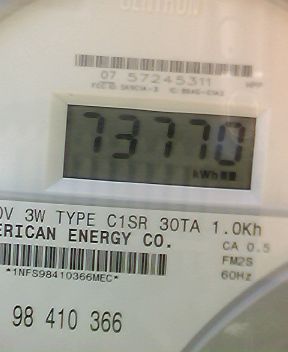 CENTRON
07 57245311
73770
kWh
0V 3W TYPE C1SR 30TA 1.0Kh
ERICAN ENERGY CO.
CA 0.5
FM2S
60Hz
*1NFS98410366MEC*
98 410 366